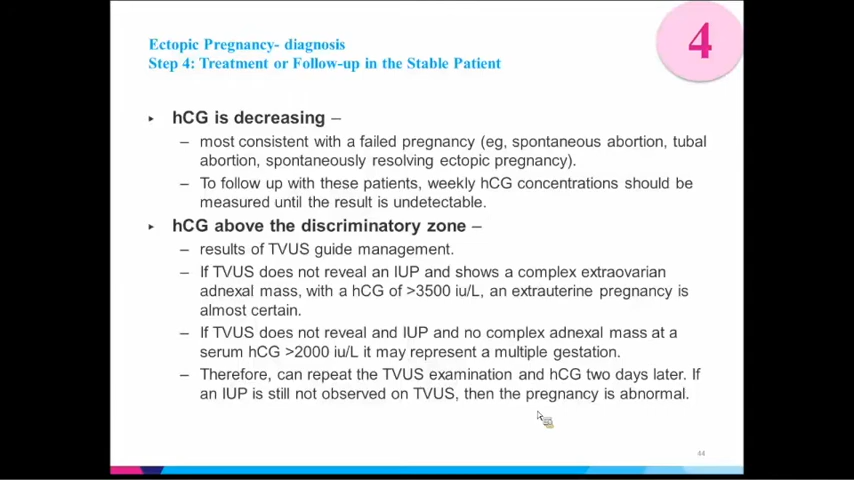 4
Ectopic Pregnancy- diagnosis
Step 4: Treatment or Follow-up in the Stable Patient
▸ hCG is decreasing –
– most consistent with a failed pregnancy (eg, spontaneous abortion, tubal
abortion, spontaneously resolving ectopic pregnancy).
– To follow up with these patients, weekly hCG concentrations should be
measured until the result is undetectable.
▸ hCG above the discriminatory zone –
– results of TVUS guide management.
– If TVUS does not reveal an IUP and shows a complex extraovarian
adnexal mass, with a hCG of >3500 iu/L, an extrauterine pregnancy is
almost certain.
– If TVUS does not reveal and IUP and no complex adnexal mass at a
serum hCG >2000 iu/L it may represent a multiple gestation.
– Therefore, can repeat the TVUS examination and hCG two days later. If
an IUP is still not observed on TVUS, then the pregnancy is abnormal.
44